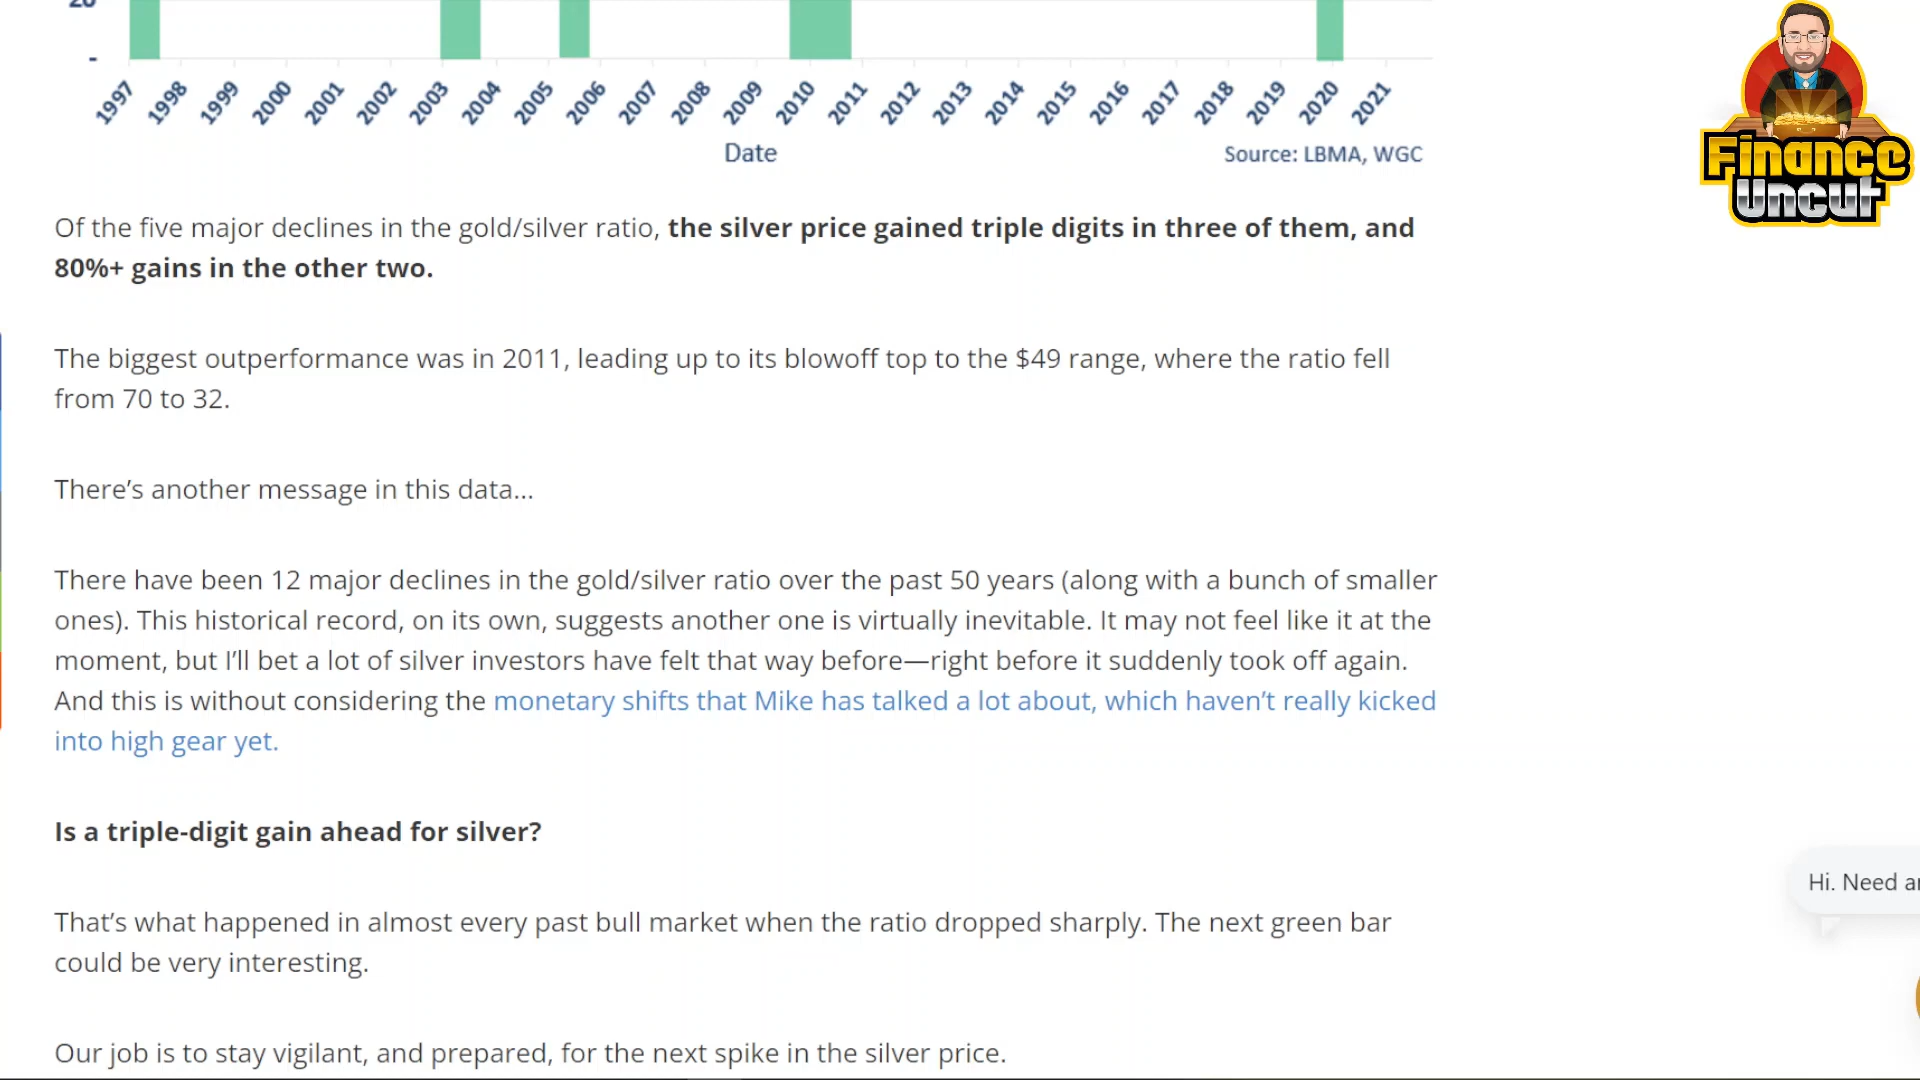 20
-
1997 1998 1999 2000 2001 2002 2003 2004 2005 2006 2007 2008 2009 2010 2011 2012 2013 2014 2015 2016 2017 2018 2019 2020 2021
Date
Source: LBMA, WGC
Finance
Uncut
Of the five major declines in the gold/silver ratio, the silver price gained triple digits in three of them, and
80%+ gains in the other two.
The biggest outperformance was in 2011, leading up to its blowoff top to the $49 range, where the ratio fell
from 70 to 32.
There’s another message in this data…
There have been 12 major declines in the gold/silver ratio over the past 50 years (along with a bunch of smaller
ones). This historical record, on its own, suggests another one is virtually inevitable. It may not feel like it at the
moment, but I’ll bet a lot of silver investors have felt that way before—right before it suddenly took off again.
And this is without considering the monetary shifts that Mike has talked a lot about, which haven’t really kicked
into high gear yet.
Is a triple-digit gain ahead for silver?
Hi. Need
That’s what happened in almost every past bull market when the ratio dropped sharply. The next green bar
could be very interesting.
Our job is to stay vigilant, and prepared, for the next spike in the silver price.